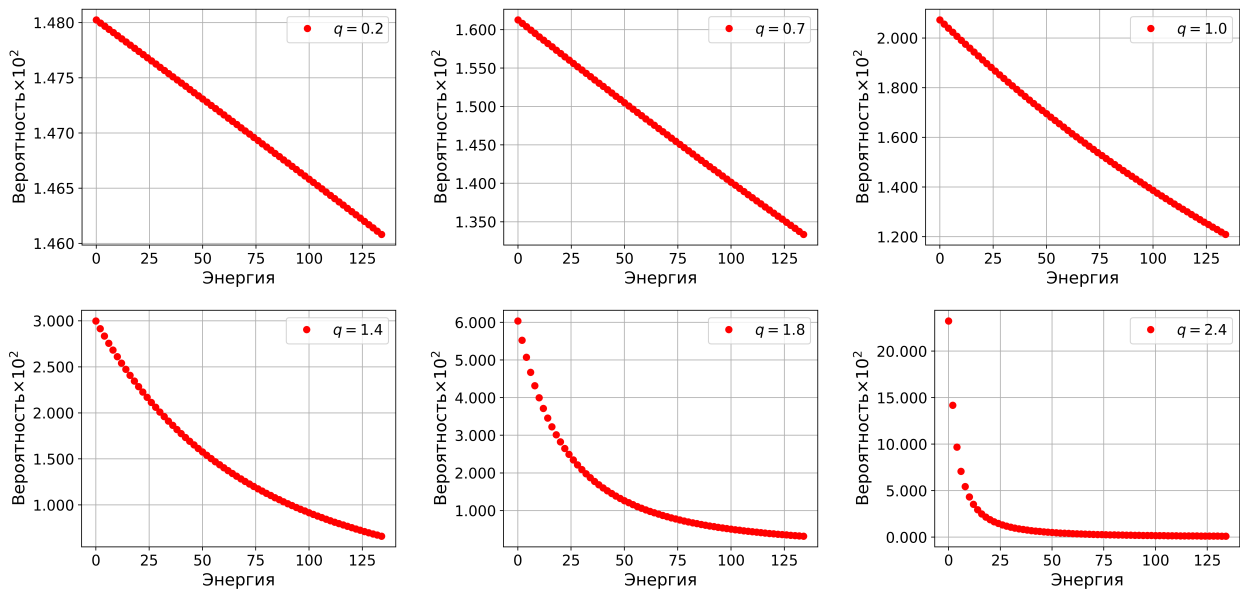 Вероятность×10²
1.480
1.475
1.470
1.465
1.460
q = 0.2
0 25 50 75 100 125
Энергия
Вероятность×10²
1.600
1.550
1.500
1.450
1.400
1.350
q = 0.7
0 25 50 75 100 125
Энергия
Вероятность×10²
2.000
1.800
1.600
1.400
1.200
q = 1.0
0 25 50 75 100 125
Энергия
Вероятность×10²
3.000
2.500
2.000
1.500
1.000
q = 1.4
0 25 50 75 100 125
Энергия
Вероятность×10²
6.000
5.000
4.000
3.000
2.000
1.000
q = 1.8
0 25 50 75 100 125
Энергия
Вероятность×10²
20.000
15.000
10.000
5.000
0.000
q = 2.4
0 25 50 75 100 125
Энергия